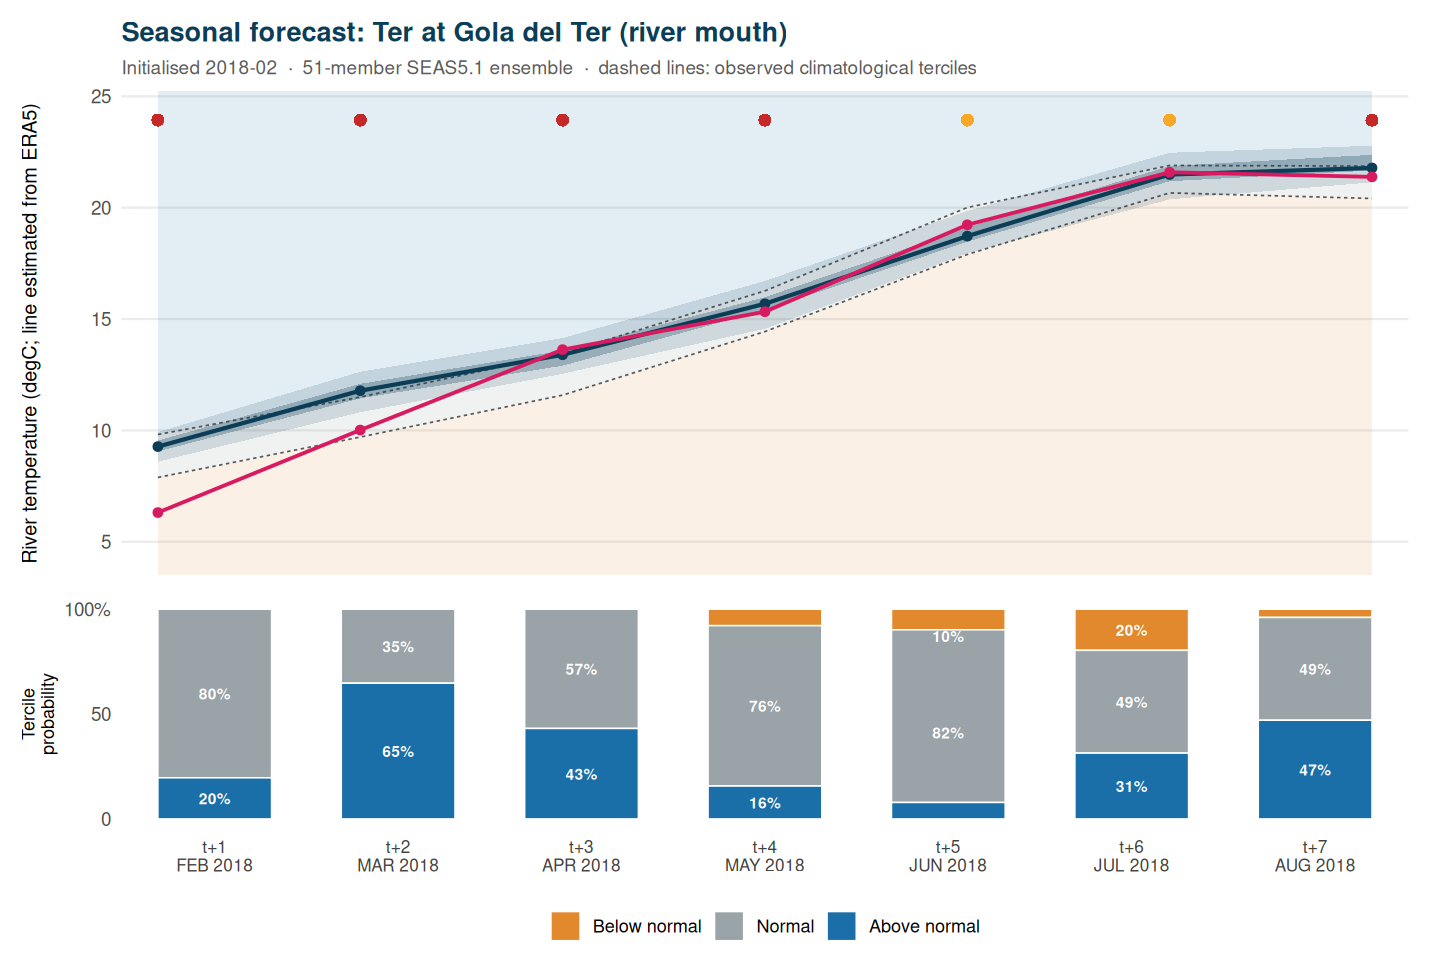 Seasonal forecast: Ter at Gola del Ter (river mouth)
Initialised 2018-02 · 51-member SEAS5.1 ensemble · dashed lines: observed climatological terciles
River temperature (degC; line estimated from ERA5)
25
20
15
10
5
Tercile
probability
100%
50
0
80%
20%
35%
65%
57%
43%
76%
16%
10%
82%
20%
49%
31%
49%
47%
t+1
FEB 2018
t+2
MAR 2018
t+3
APR 2018
t+4
MAY 2018
t+5
JUN 2018
t+6
JUL 2018
t+7
AUG 2018
Below normal
Normal
Above normal